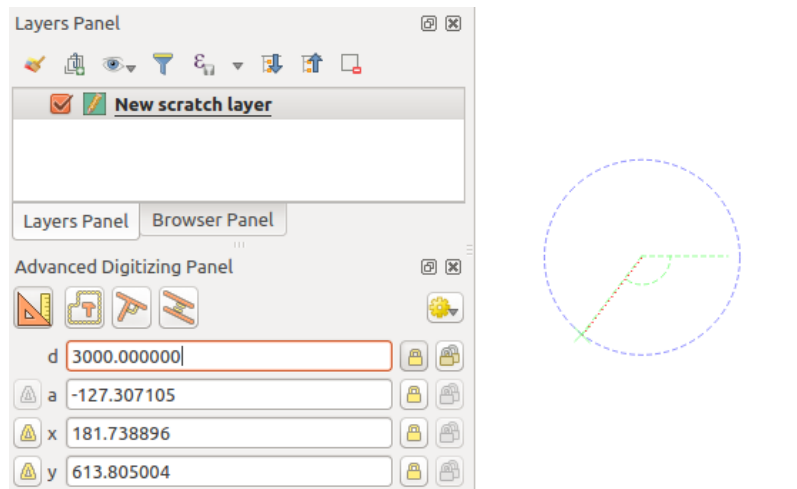 Layers Panel
New scratch layer
Layers Panel Browser Panel
Advanced Digitizing Panel
d 3000.000000
a -127.307105
x 181.738896
y 613.805004